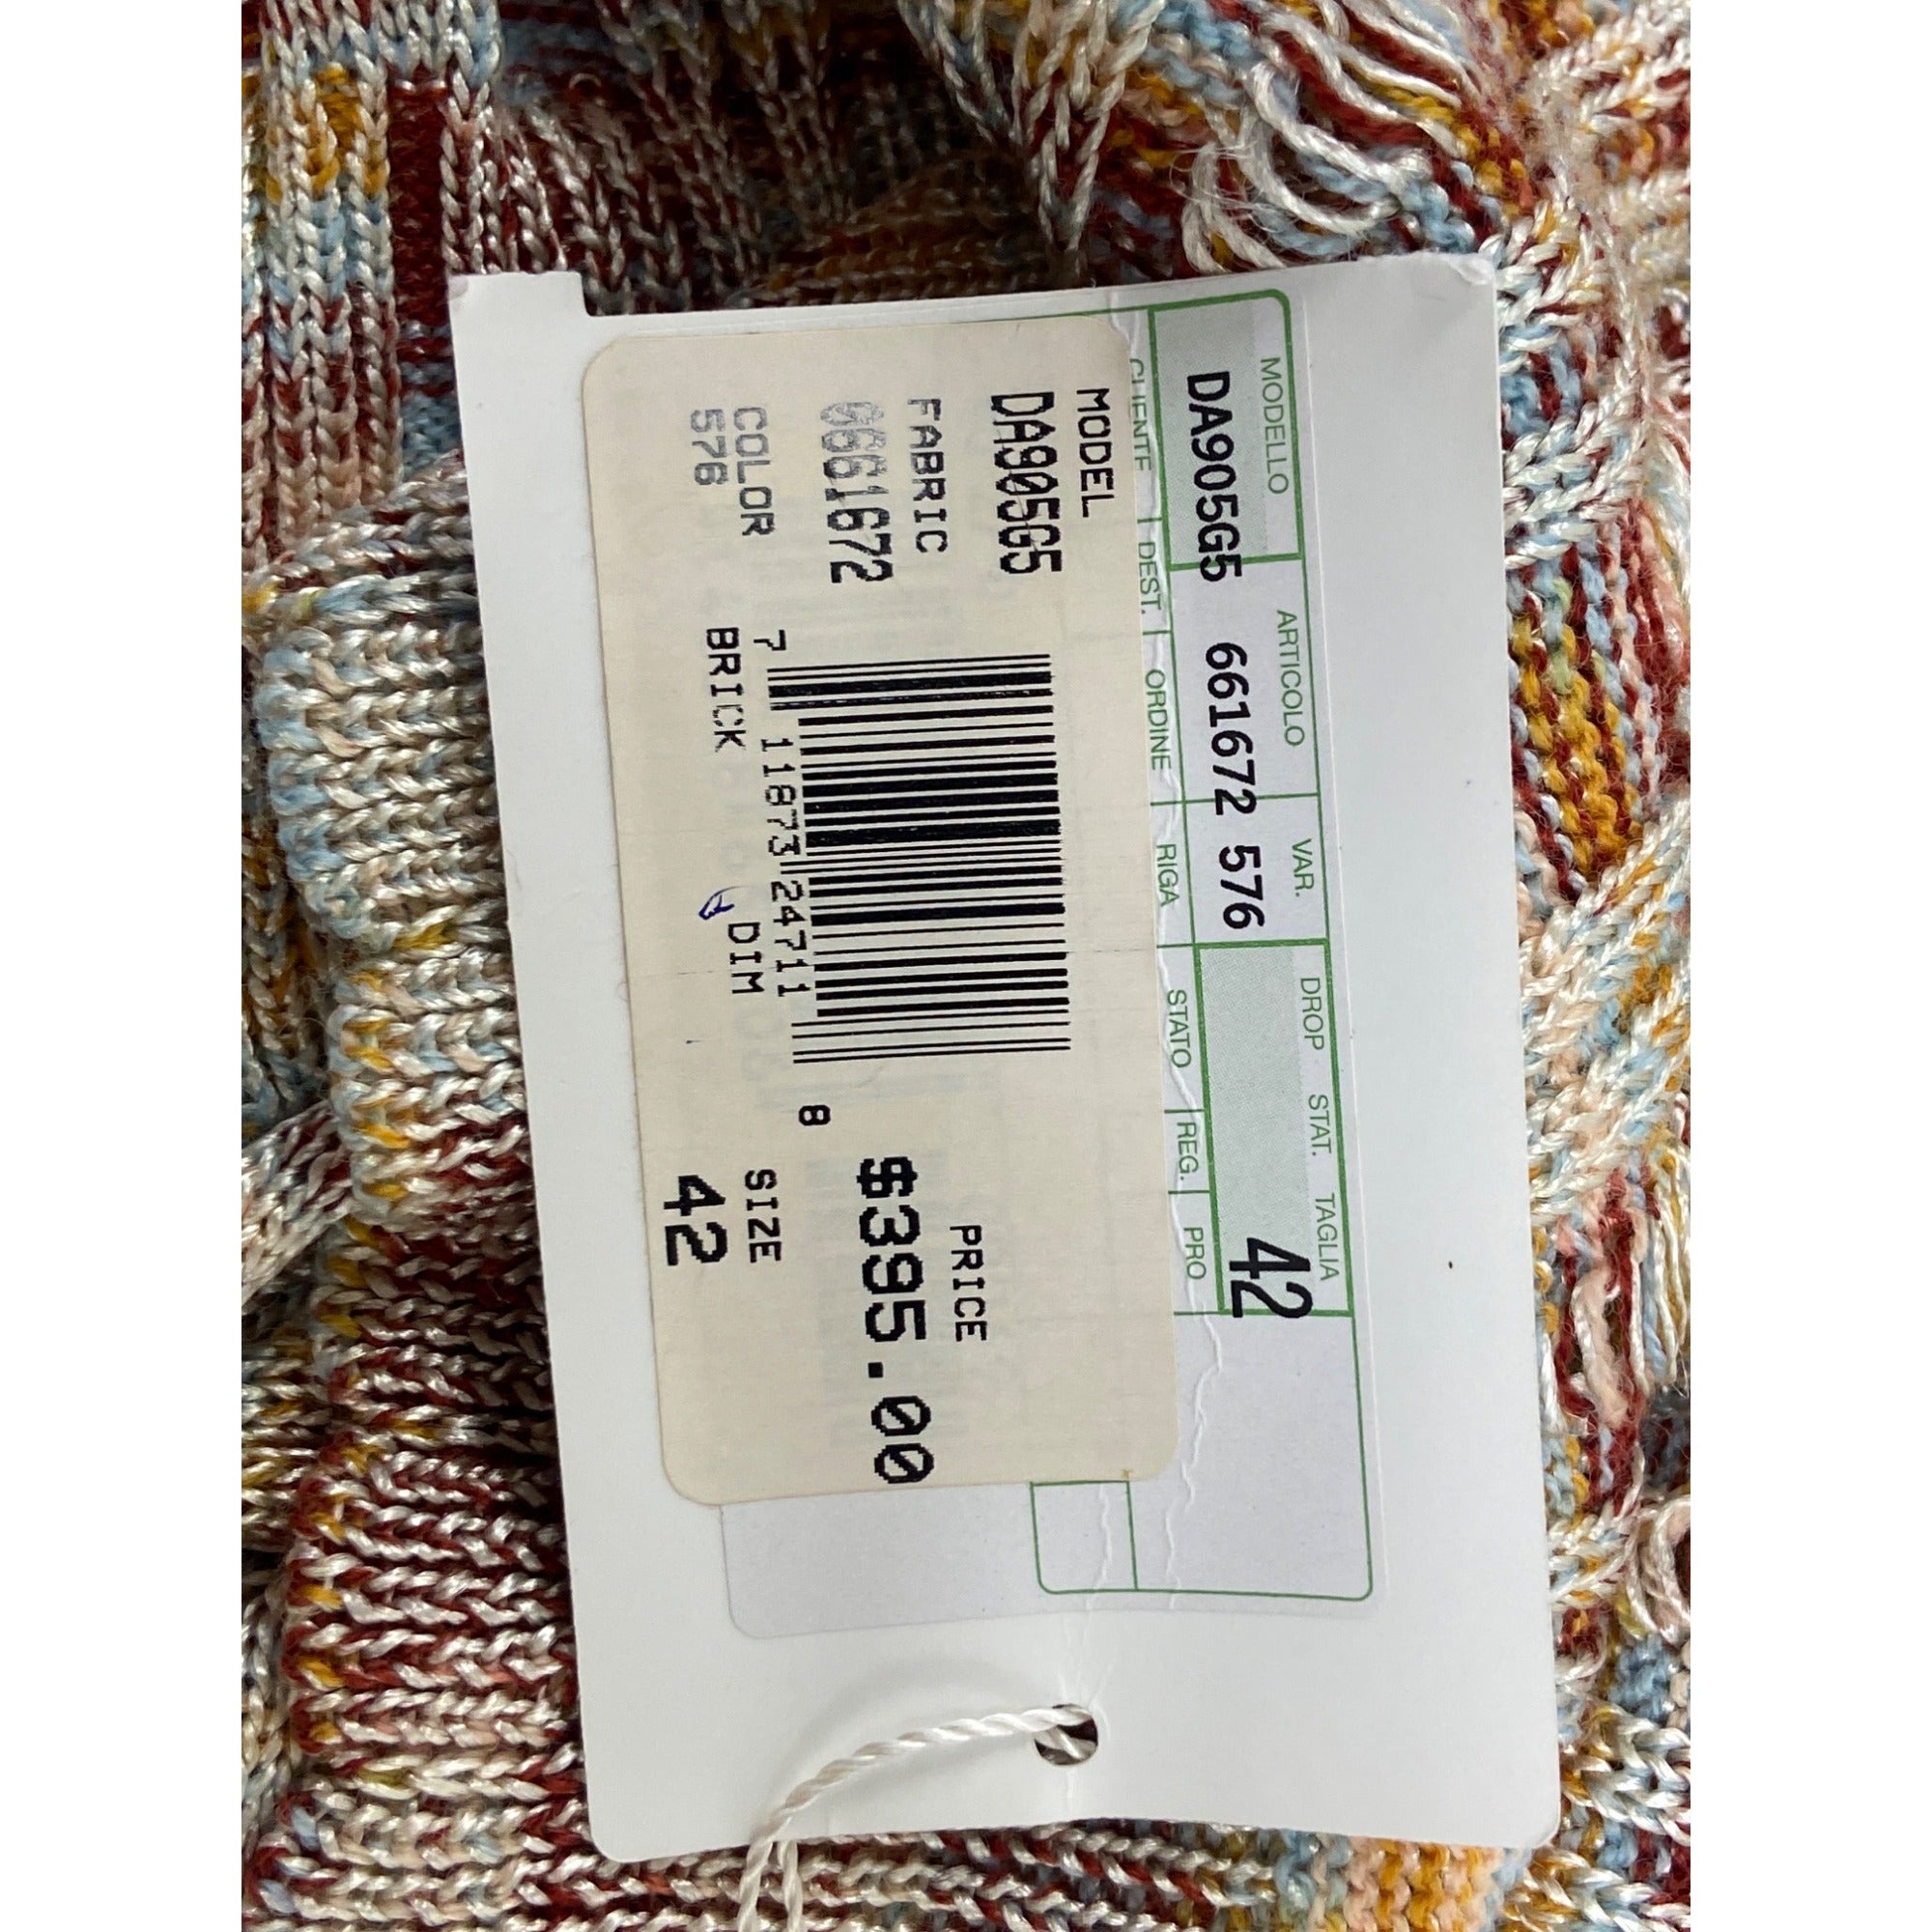 MODELLO ARTICOLO VAR. DROP STAT. TAGLIA
DA905G5 661672 576 42
CLIENTE DEST. ORDINE RIGA STATO REG. PRO
MODEL
DA905G5
FABRIC
0661672
COLOR
576 BRICK
7 11873 24711 8
DIM
PRICE
$395.00
SIZE
42